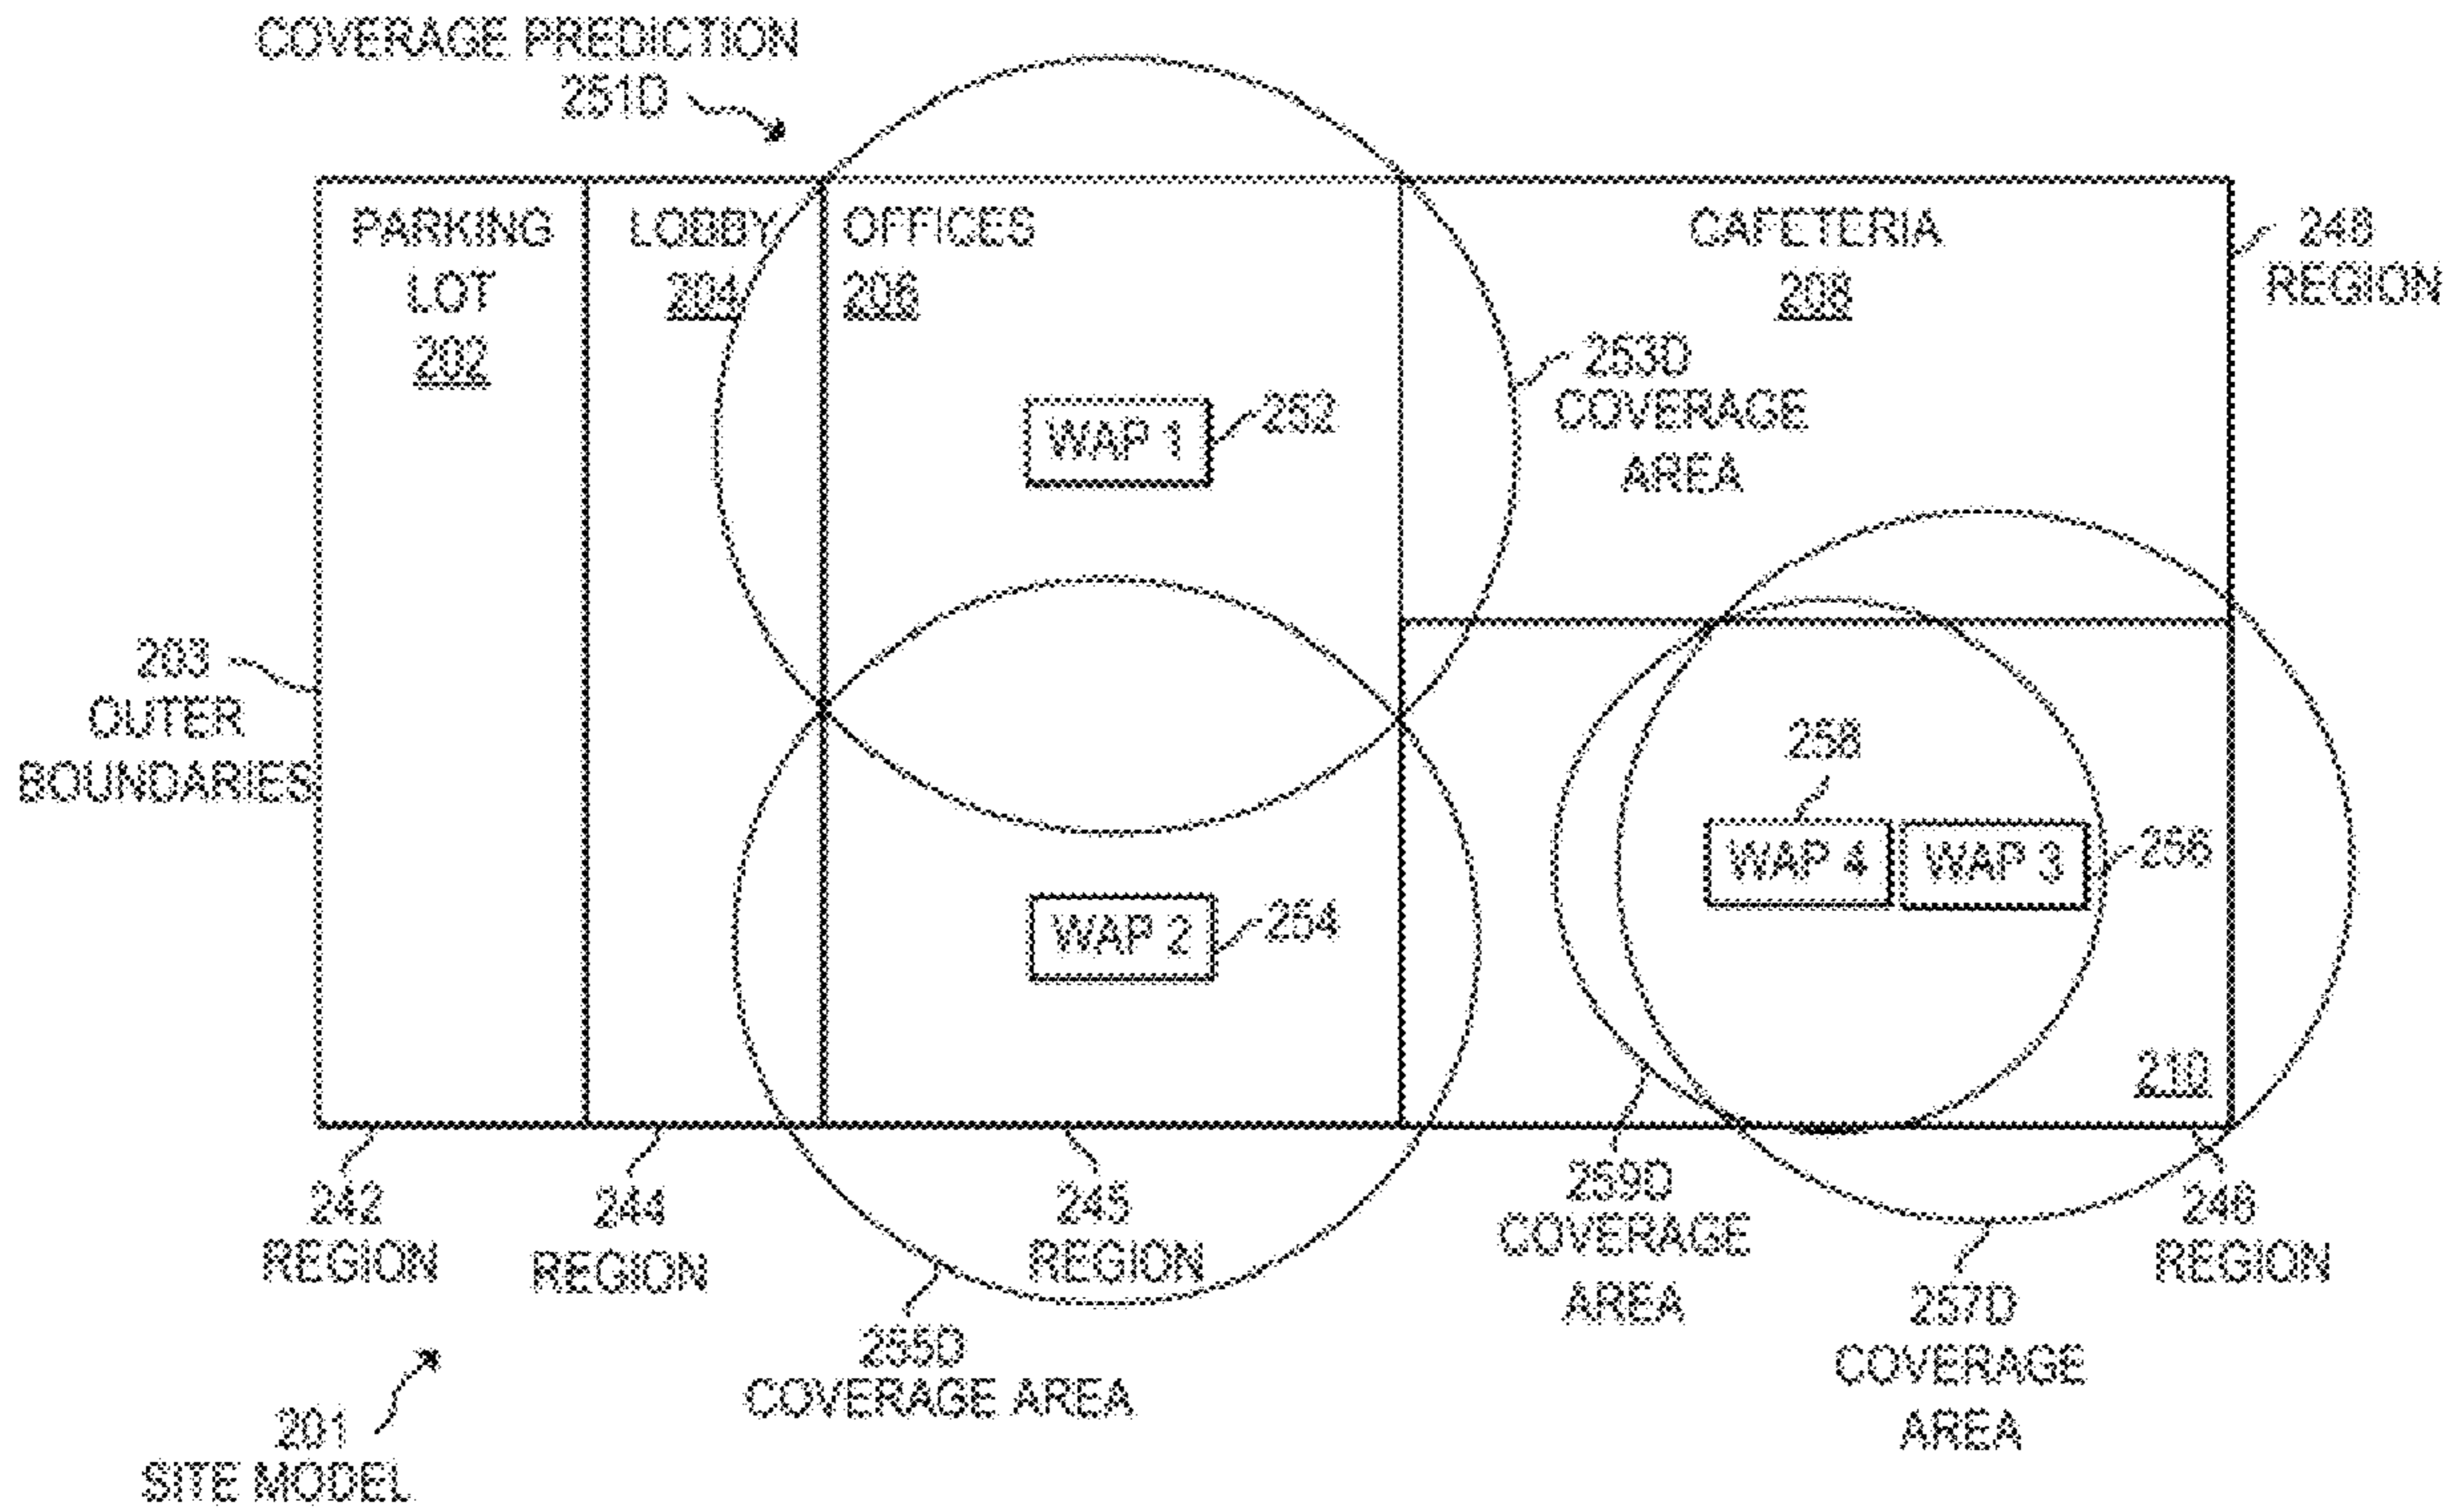 COVERAGE PREDICTION
251D
PARKING
LOT
202
LOBBY
204
OFFICES
206
CAFETERIA
208
248
REGION
253D
COVERAGE
AREA
WAP 1
252
203
OUTER
BOUNDARIES
258
WAP 4
WAP 3
256
WAP 2
254
210
242
REGION
244
REGION
245
REGION
259D
COVERAGE
AREA
246
REGION
257D
COVERAGE
AREA
255D
COVERAGE AREA
201
SITE MODEL